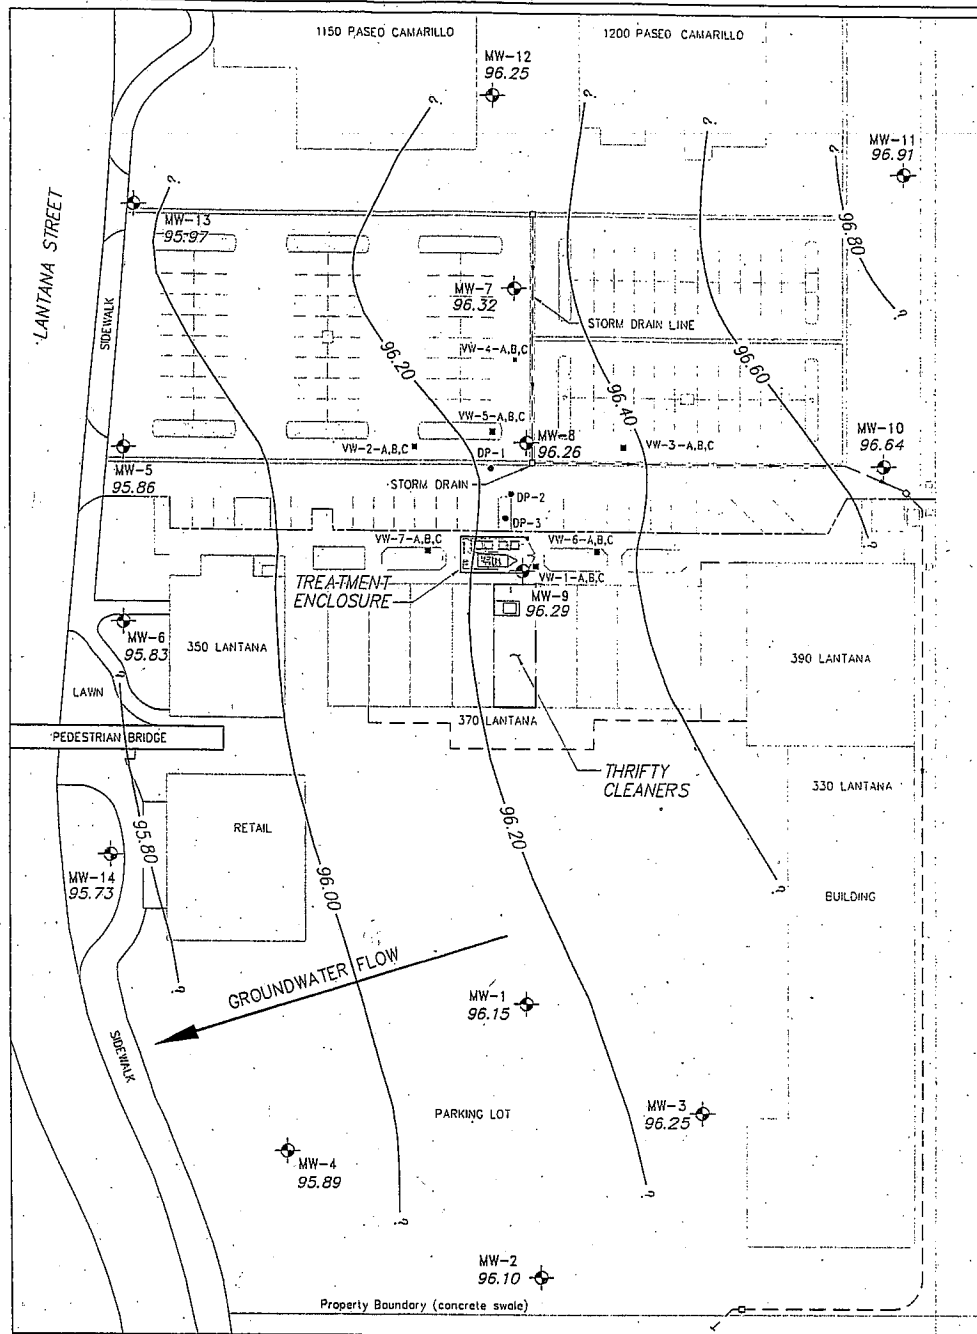 1150 PASEO CAMARILLO
1200 PASEO CAMARILLO
MW-12
96.25
?
?
?
MW-11
96.91
?
?
LANTANA STREET
MW-13
95.97
96.80
SIDEWALK
MW-7
96.32
?
STORM DRAIN LINE
VW-4-A,B,C
96.20
96.60
96.40
VW-5-A,B,C
VW-2-A,B,C
MW-8
96.26
VW-3-A,B,C
MW-10
96.64
MW-5
95.86
DP-1
STORM DRAIN
DP-2
DP-3
VW-7-A,B,C
VW-6-A,B,C
?
TREATMENT
ENCLOSURE
VW-1-A,B,C
MW-9
96.29
MW-6
95.83
350 LANTANA
390 LANTANA
?
LAWN
370 LANTANA
PEDESTRIAN BRIDGE
THRIFTY
CLEANERS
330 LANTANA
RETAIL
95.80
96.20
MW-14
95.73
96.00
?
BUILDING
GROUNDWATER FLOW
?
MW-1
96.15
SIDEWALK
PARKING LOT
MW-3
96.25
MW-4
95.89
?
?
MW-2
96.10
Property Boundary (concrete swale)